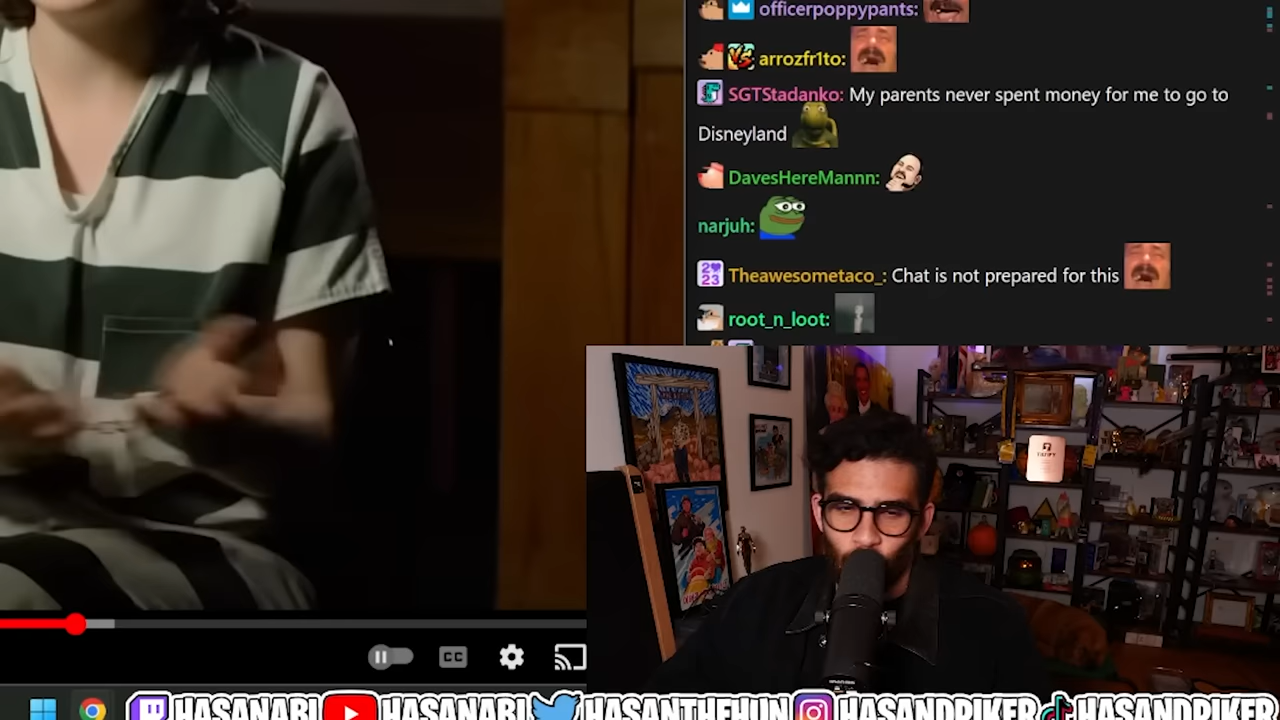 officerpoppypants:
arrozfr1to:
SGTStadanko: My parents never spent money for me to go to
Disneyland
DavesHereMannn:
narjuh:
Theawesometaco_: Chat is not prepared for this
root_n_loot:
CC
HASANABI HASANABI HASANTHEHUN HASANDPIKER HASANDPIKER